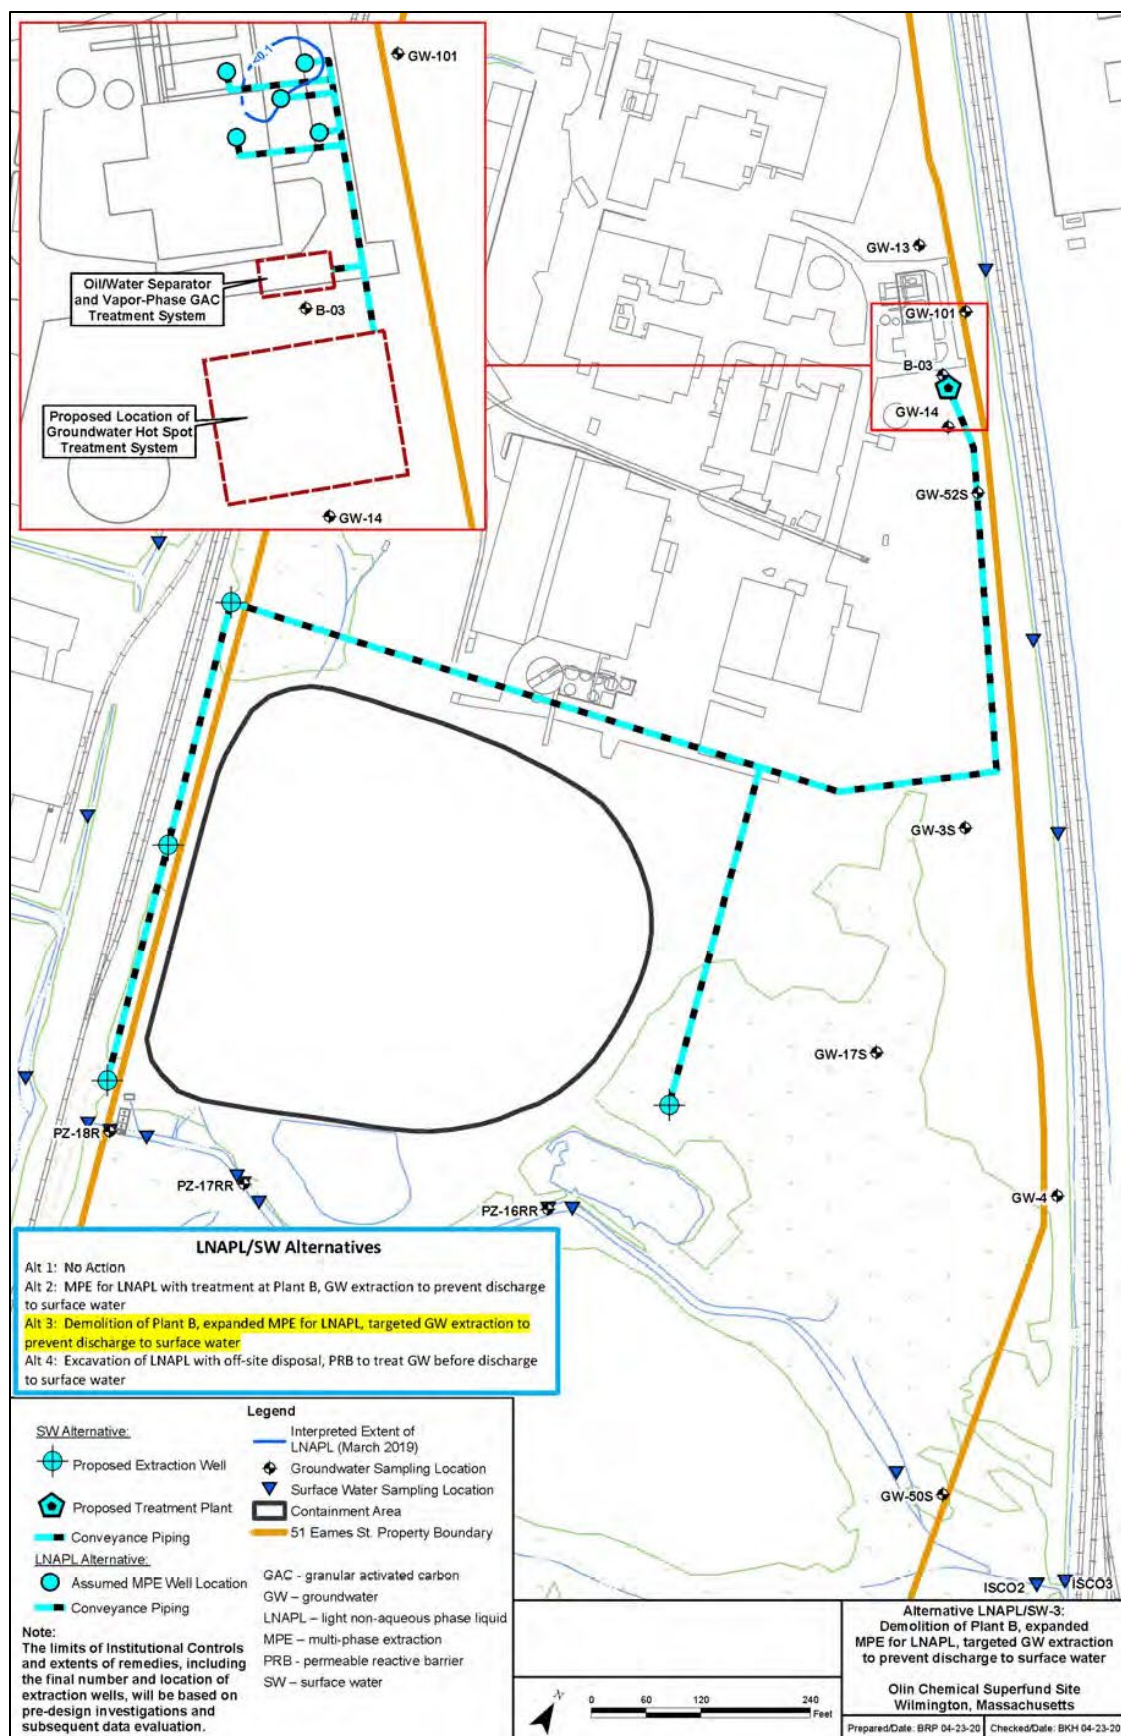 <0.1
GW-101
Oil/Water Separator
and Vapor-Phase GAC
Treatment System
B-03
Proposed Location of
Groundwater Hot Spot
Treatment System
GW-14
GW-13
GW-101
B-03
GW-14
GW-52S
GW-3S
GW-17S
PZ-18R
PZ-17RR
PZ-16RR
GW-4
GW-50S
ISCO2
ISCO3
LNAPL/SW Alternatives
Alt 1: No Action
Alt 2: MPE for LNAPL with treatment at Plant B, GW extraction to prevent discharge
to surface water
Alt 3: Demolition of Plant B, expanded MPE for LNAPL, targeted GW extraction to
prevent discharge to surface water
Alt 4: Excavation of LNAPL with off-site disposal, PRB to treat GW before discharge
to surface water
Legend
SW Alternative:
Proposed Extraction Well
Proposed Treatment Plant
Conveyance Piping
LNAPL Alternative:
Assumed MPE Well Location
Conveyance Piping
Interpreted Extent of
LNAPL (March 2019)
Groundwater Sampling Location
Surface Water Sampling Location
Containment Area
51 Eames St. Property Boundary
GAC - granular activated carbon
GW – groundwater
LNAPL – light non-aqueous phase liquid
MPE – multi-phase extraction
PRB - permeable reactive barrier
SW – surface water
Note:
The limits of Institutional Controls
and extents of remedies, including
the final number and location of
extraction wells, will be based on
pre-design investigations and
subsequent data evaluation.
N
0 60 120 240
Feet
Alternative LNAPL/SW-3:
Demolition of Plant B, expanded
MPE for LNAPL, targeted GW extraction
to prevent discharge to surface water
Olin Chemical Superfund Site
Wilmington, Massachusetts
Prepared/Date: BRP 04-23-20
Checked/Date: BKH 04-23-20